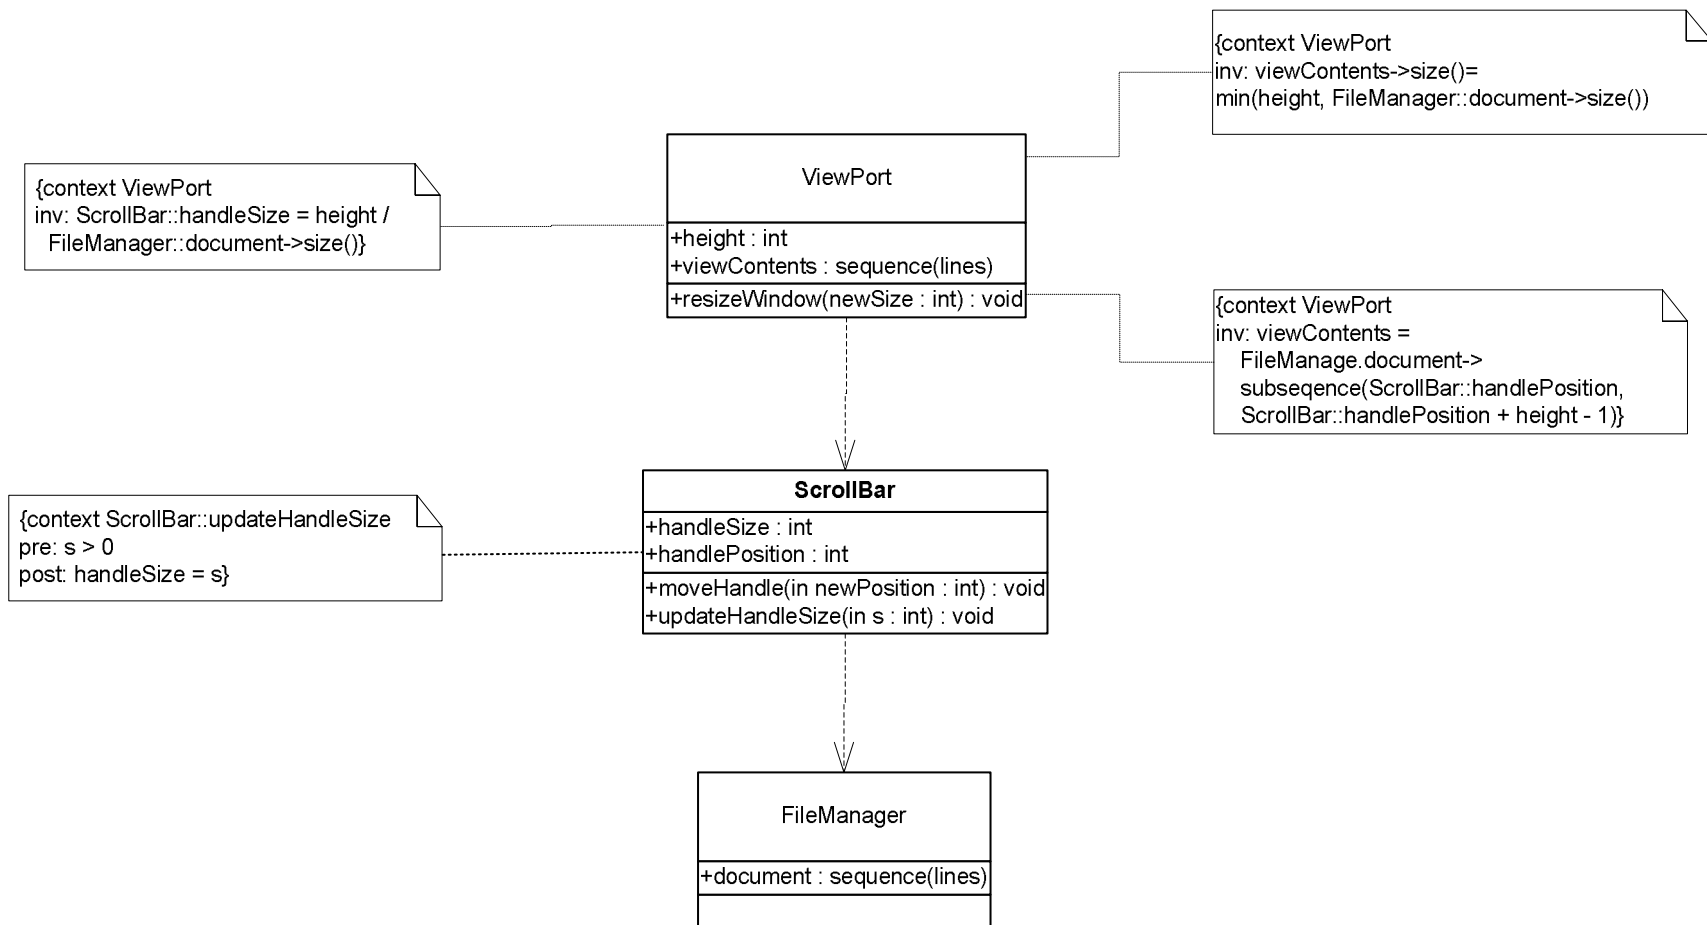 {context ViewPort
inv: viewContents->size()=
min(height, FileManager::document->size())
ViewPort
+height : int
+viewContents : sequence(lines)
+resizeWindow(newSize : int) : void
{context ViewPort
inv: ScrollBar::handleSize = height /
FileManager::document->size()}
{context ViewPort
inv: viewContents =
FileManage.document->
subseqence(ScrollBar::handlePosition,
ScrollBar::handlePosition + height - 1)}
ScrollBar
+handleSize : int
+handlePosition : int
+moveHandle(in newPosition : int) : void
+updateHandleSize(in s : int) : void
{context ScrollBar::updateHandleSize
pre: s > 0
post: handleSize = s}
FileManager
+document : sequence(lines)